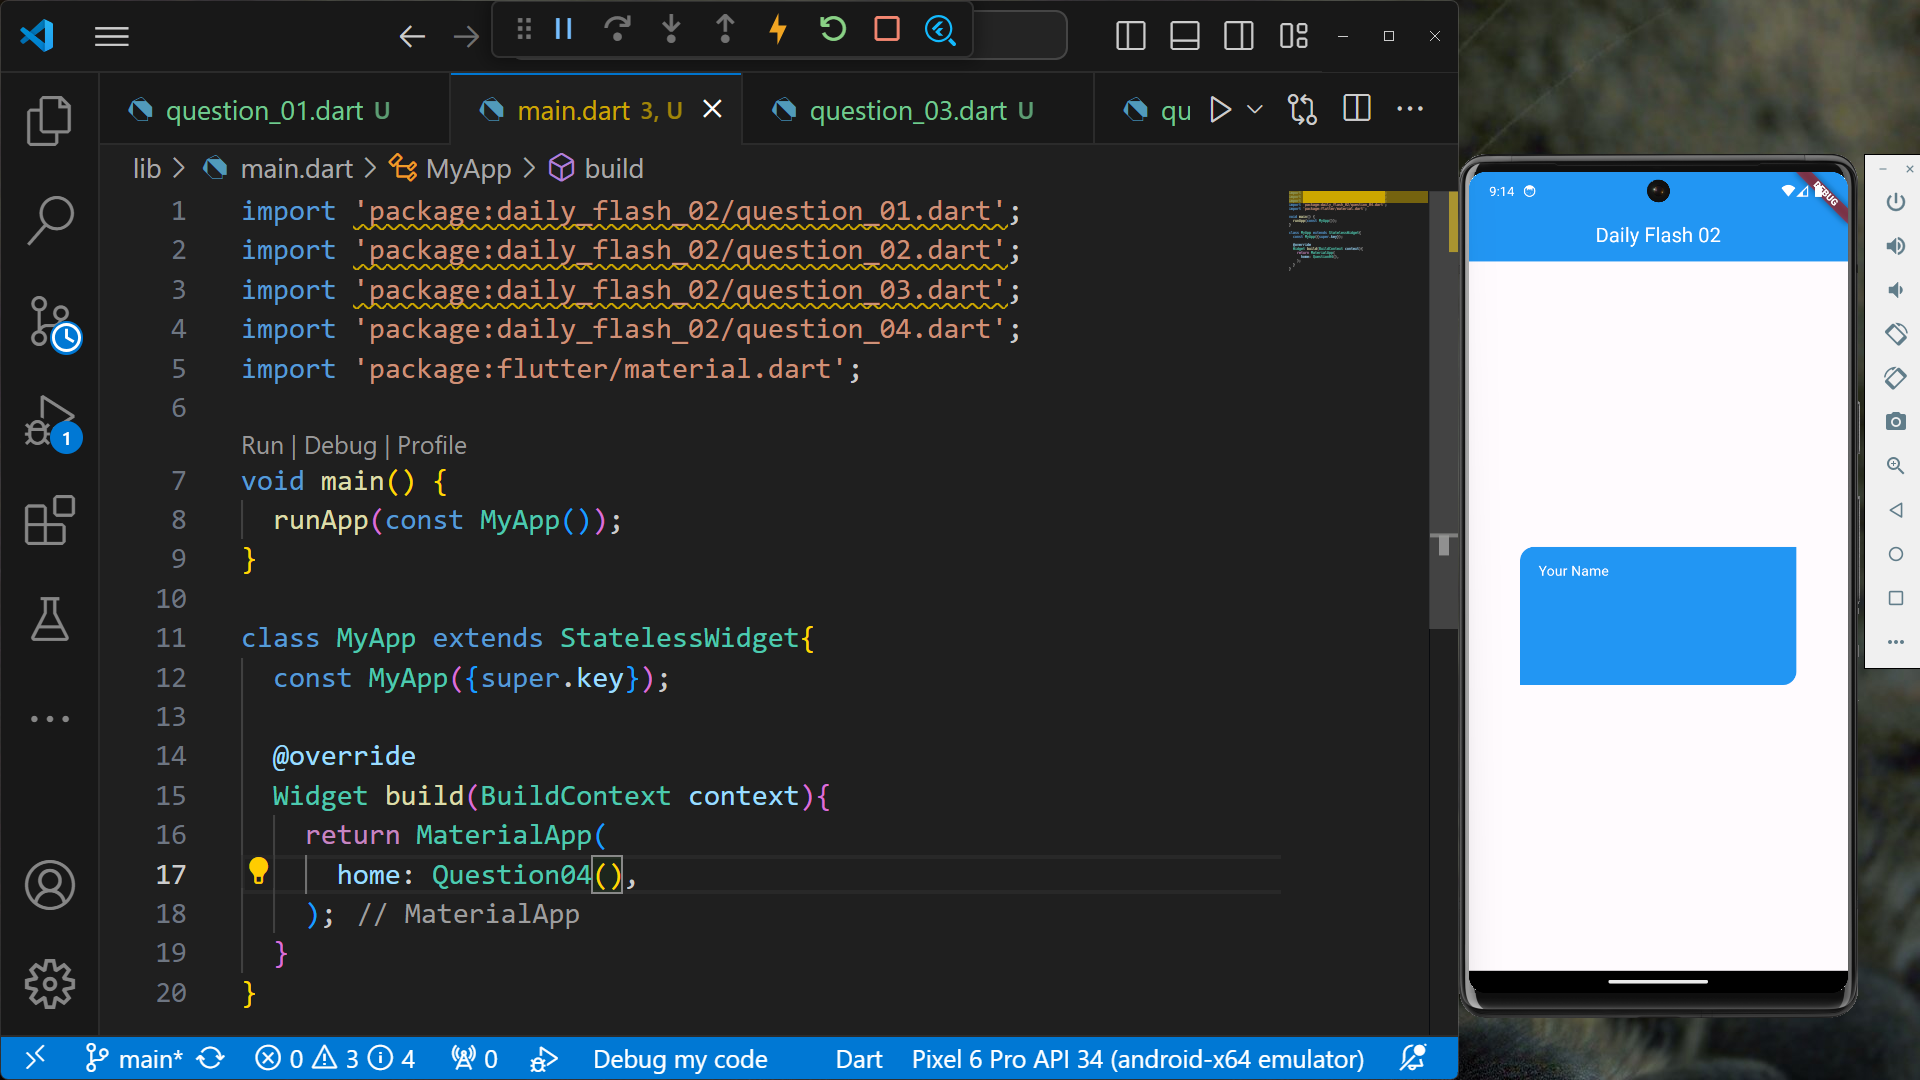 question_01.dart U
main.dart 3, U
question_03.dart U
qu
lib > main.dart > MyApp > build
1 import 'package:daily_flash_02/question_01.dart';
2 import 'package:daily_flash_02/question_02.dart';
3 import 'package:daily_flash_02/question_03.dart';
4 import 'package:daily_flash_02/question_04.dart';
5 import 'package:flutter/material.dart';
6
Run | Debug | Profile
7 void main() {
8 runApp(const MyApp());
9 }
10
11 class MyApp extends StatelessWidget{
12 const MyApp({super.key});
13
14 @override
15 Widget build(BuildContext context){
16 return MaterialApp(
17 home: Question04(),
18 ); // MaterialApp
19 }
20 }
1
main* 0 3 4 0 Debug my code Dart Pixel 6 Pro API 34 (android-x64 emulator)
9:14
DEBUG
Daily Flash 02
Your Name